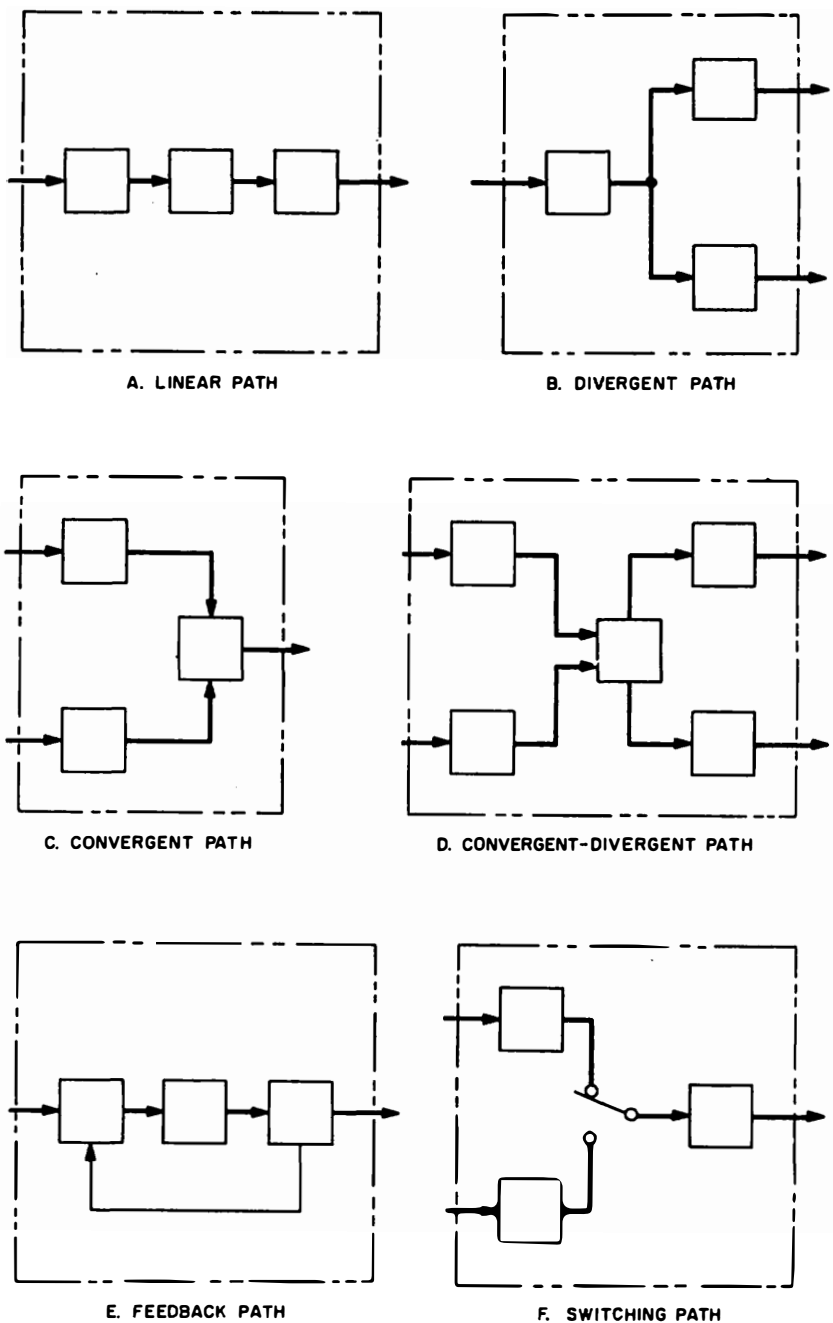 A. LINEAR PATH
B. DIVERGENT PATH
C. CONVERGENT PATH
D. CONVERGENT-DIVERGENT PATH
E. FEEDBACK PATH
F. SWITCHING PATH